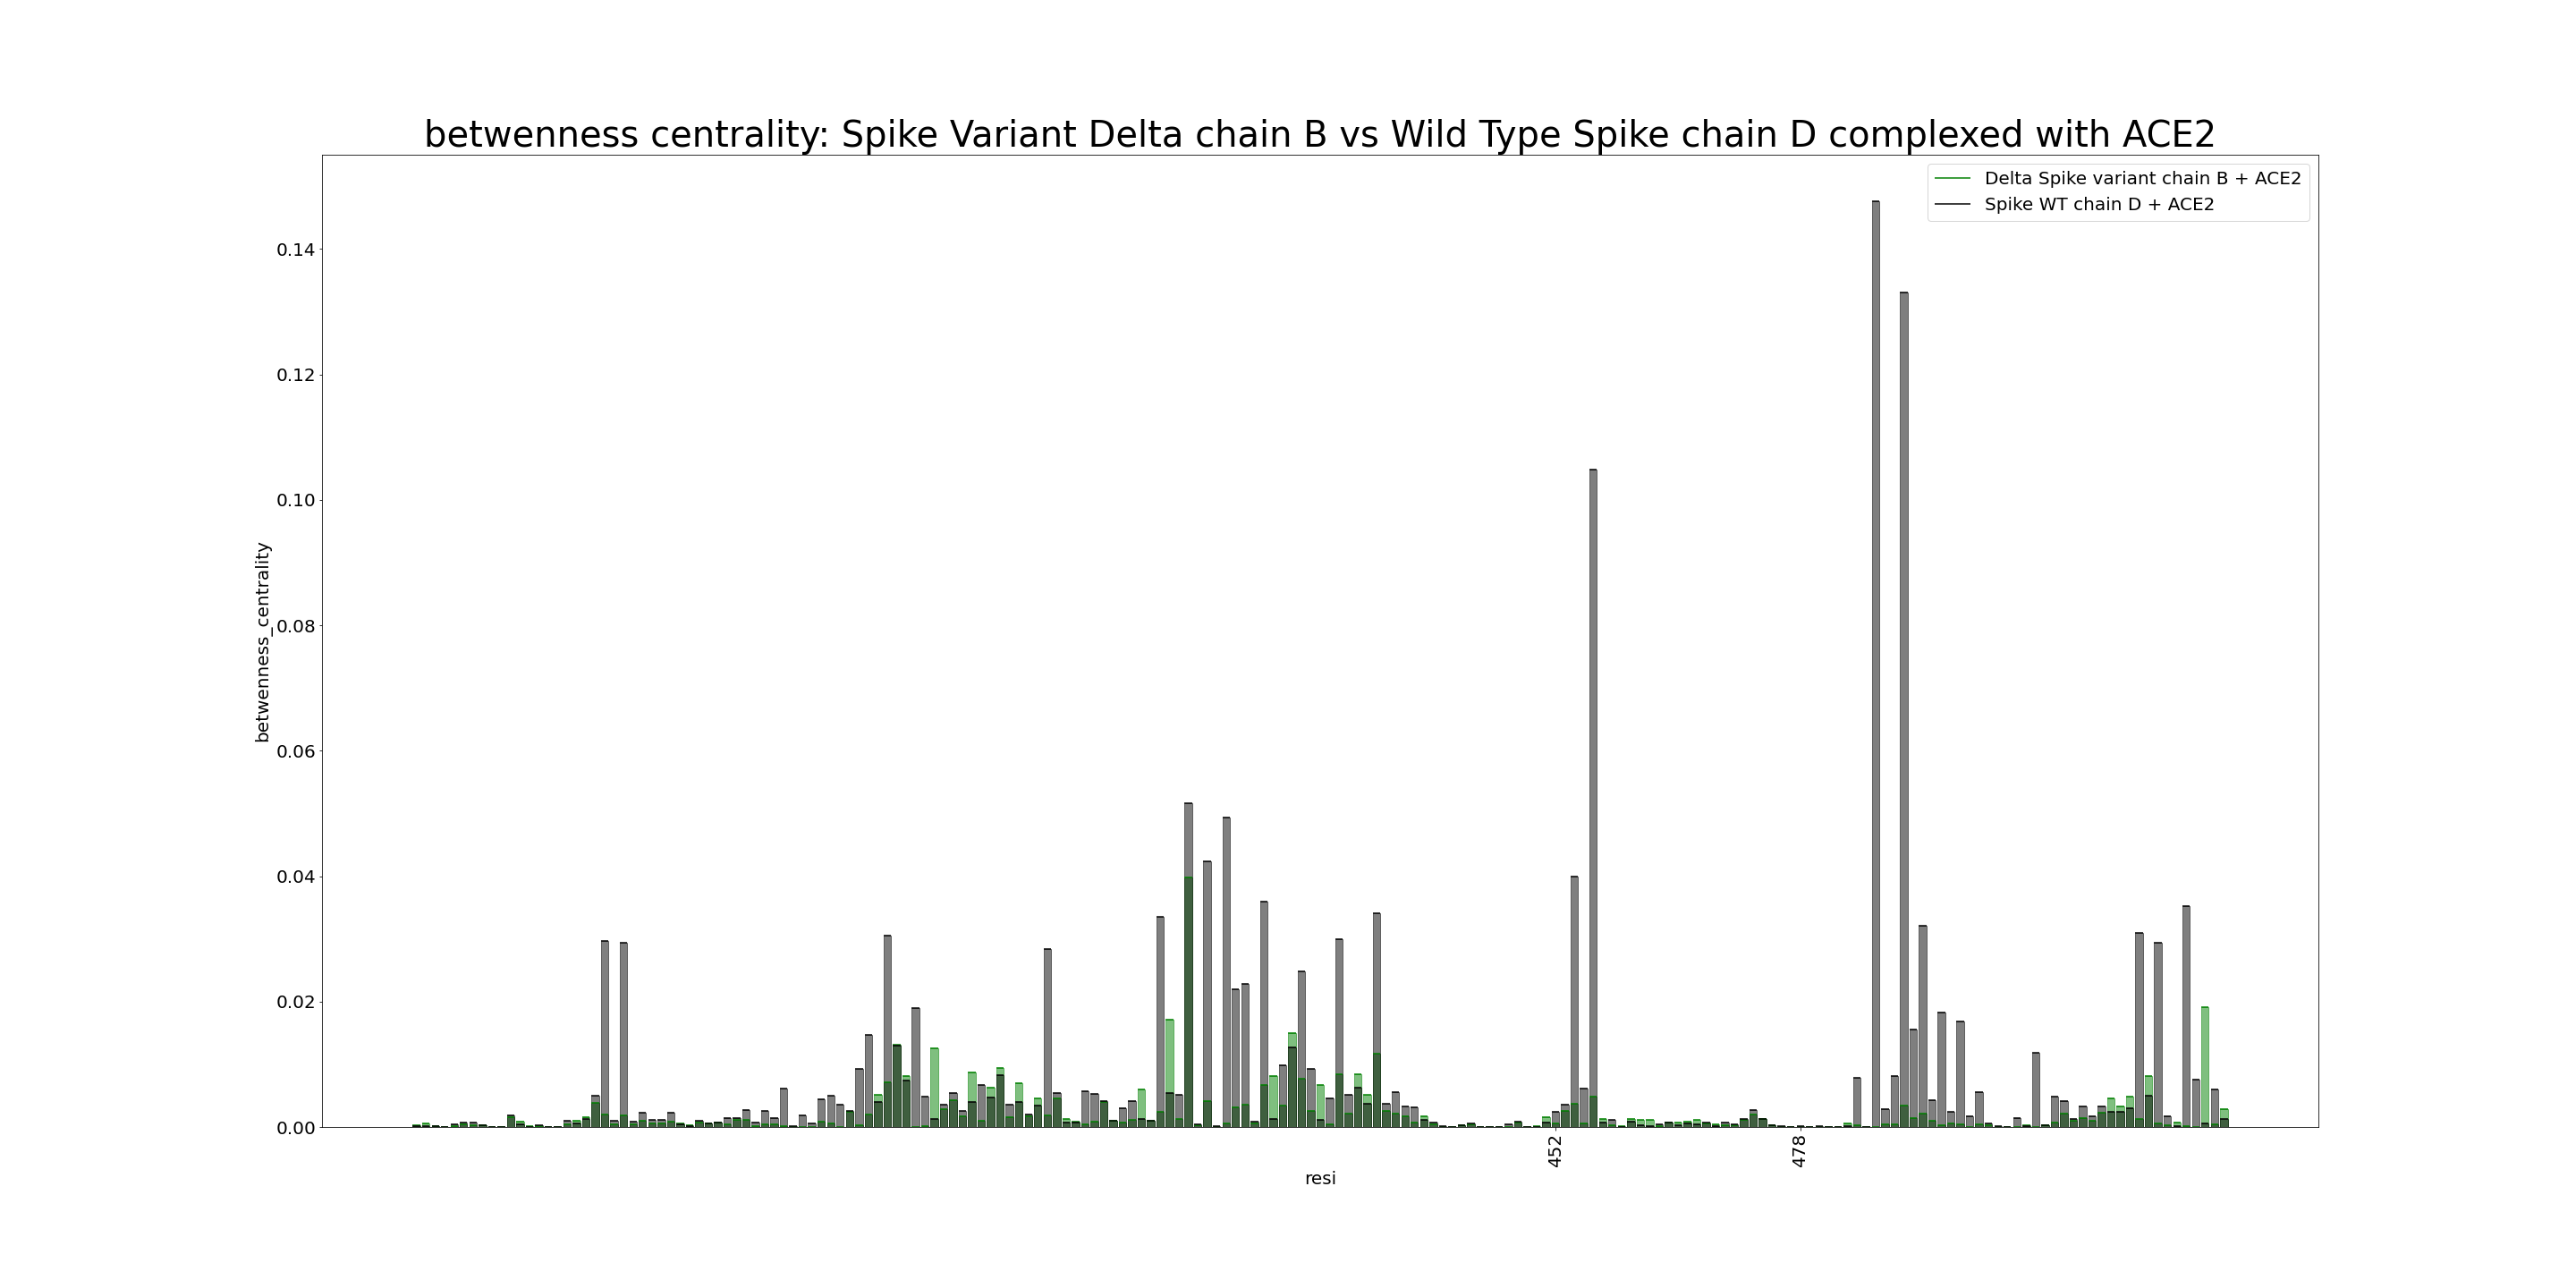 betwenness centrality: Spike Variant Delta chain B vs Wild Type Spike chain D complexed with ACE2
Delta Spike variant chain B + ACE2
Spike WT chain D + ACE2
0.14
0.12
0.10
0.08
0.06
0.04
0.02
0.00
betwenness_centrality
452
478
resi